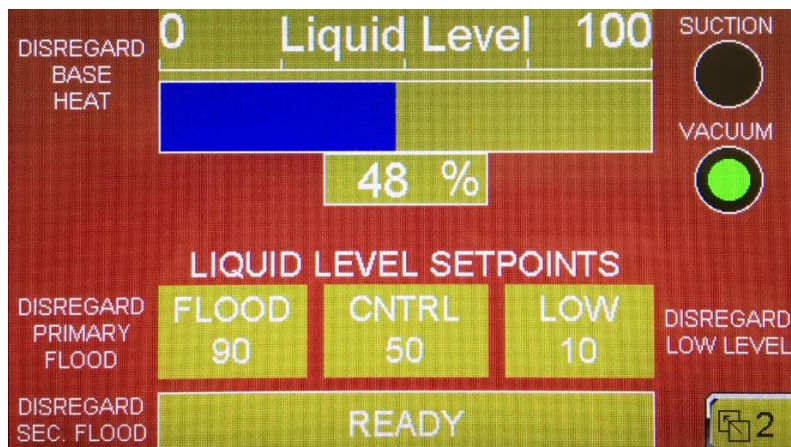 DISREGARD
BASE
HEAT
0 Liquid Level 100
SUCTION
VACUUM
48 %
LIQUID LEVEL SETPOINTS
DISREGARD
PRIMARY
FLOOD
FLOOD
90
CNTRL
50
LOW
10
DISREGARD
LOW LEVEL
DISREGARD
SEC. FLOOD
READY
2